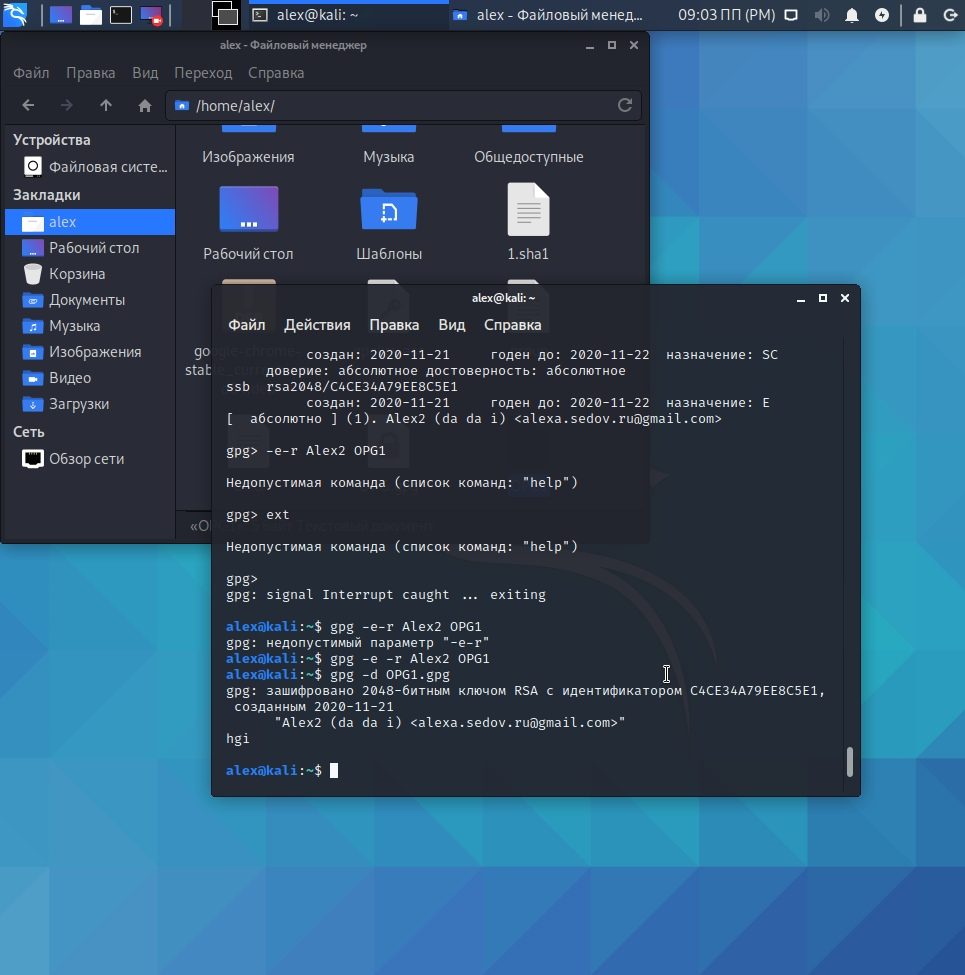 alex@kali: ~
alex - Файловый менед...
09:03 ПП (PM)
alex - Файловый менеджер
Файл Правка Вид Переход Справка
/home/alex/
Устройства
Файловая систе...
Закладки
alex
Рабочий стол
Корзина
Документы
Музыка
Изображения
Видео
Загрузки
Сеть
Обзор сети
Изображения Музыка Общедоступные
Рабочий стол Шаблоны 1.sha1
alex@kali: ~
Файл Действия Правка Вид Справка
создан: 2020-11-21 годен до: 2020-11-22 назначение: SC
доверие: абсолютное достоверность: абсолютное
ssb rsa2048/C4CE34A79EE8C5E1
создан: 2020-11-21 годен до: 2020-11-22 назначение: E
[ абсолютно ] (1). Alex2 (da da i) <alexa.sedov.ru@gmail.com>
gpg> -e-r Alex2 OPG1
Недопустимая команда (список команд: "help")
gpg> ext
Недопустимая команда (список команд: "help")
gpg>
gpg: signal Interrupt caught ... exiting
alex@kali:~$ gpg -e-r Alex2 OPG1
gpg: недопустимый параметр "-e-r"
alex@kali:~$ gpg -e -r Alex2 OPG1
alex@kali:~$ gpg -d OPG1.gpg
gpg: зашифровано 2048-битным ключом RSA с идентификатором C4CE34A79EE8C5E1,
созданным 2020-11-21
"Alex2 (da da i) <alexa.sedov.ru@gmail.com>"
hgi
alex@kali:~$